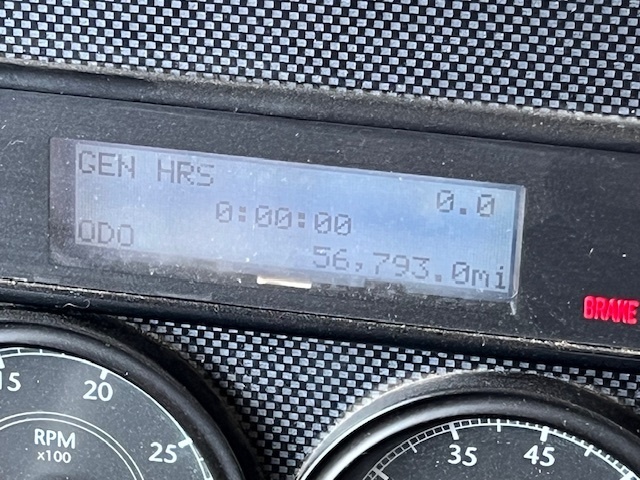 GEN HRS
0.0
0:00:00
ODO
56,793.0mi
BRAKE
15
20
25
RPM
x100
35
45